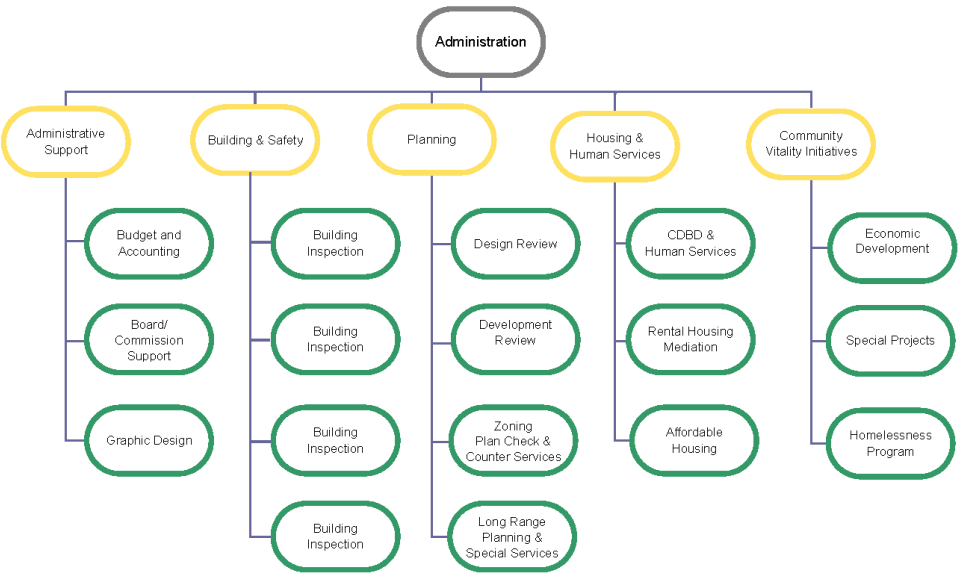 Administration
Administrative
Support
Building & Safety
Planning
Housing &
Human Services
Community
Vitality Initiatives
Budget and
Accounting
Building
Inspection
Design Review
CDBD &
Human Services
Economic
Development
Board/
Commission
Support
Building
Inspection
Development
Review
Rental Housing
Mediation
Special Projects
Graphic Design
Building
Inspection
Zoning
Plan Check &
Counter Services
Affordable
Housing
Homelessness
Program
Building
Inspection
Long Range
Planning &
Special Services